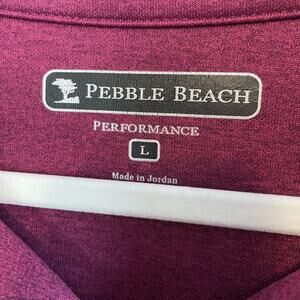 PEBBLE BEACH
PERFORMANCE
L
Made in Jordan